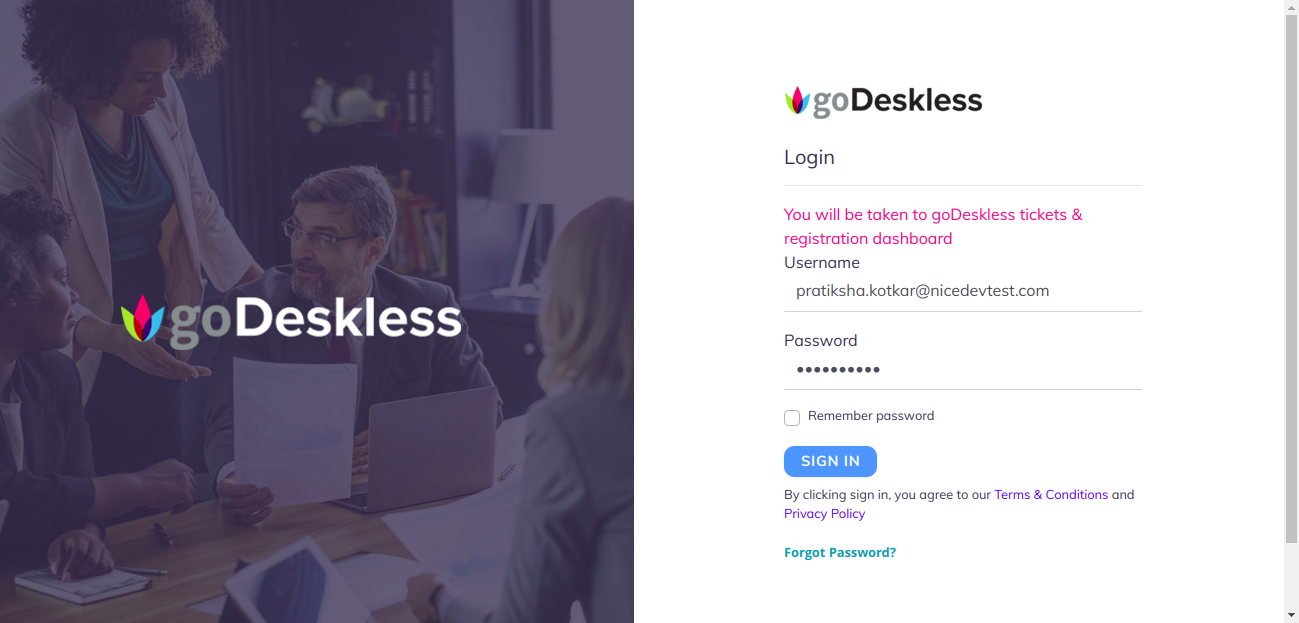 goDeskless
goDeskless
Login
You will be taken to goDeskless tickets &
registration dashboard
Username
pratiksha.kotkar@nicedevtest.com
Password
••••••••••
Remember password
SIGN IN
By clicking sign in, you agree to our Terms & Conditions and
Privacy Policy
Forgot Password?